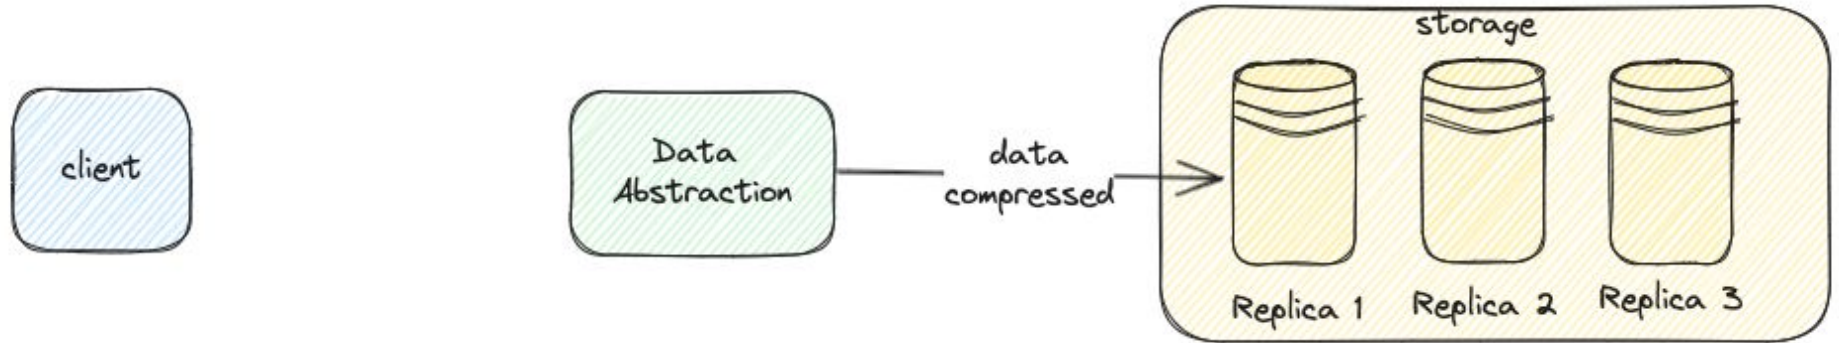 client
Data
Abstraction
data
compressed
storage
Replica 1
Replica 2
Replica 3